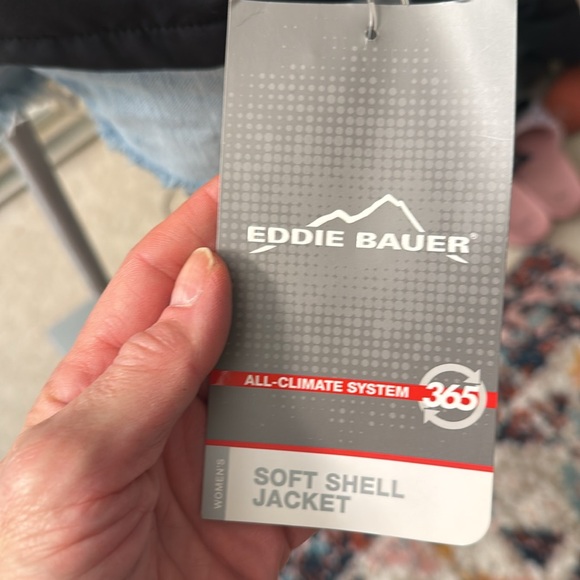 EDDIE BAUER®
ALL-CLIMATE SYSTEM 365
WOMEN'S
SOFT SHELL
JACKET